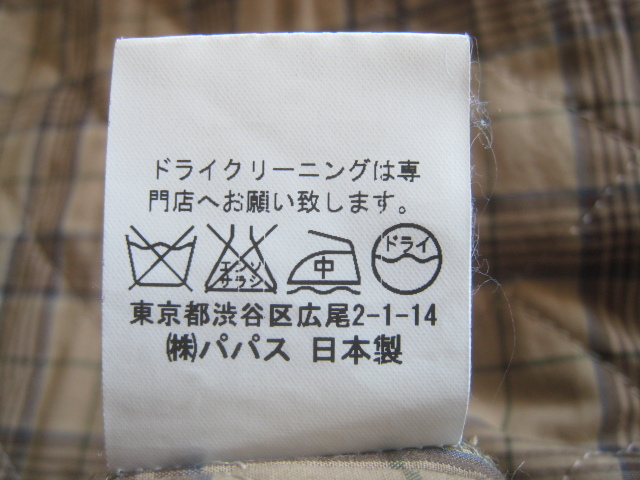 ドライクリーニングは専
門店へお願い致します。
エンソ サラシ 中 ドライ
東京都渋谷区広尾2-1-14
㈱パパス 日本製